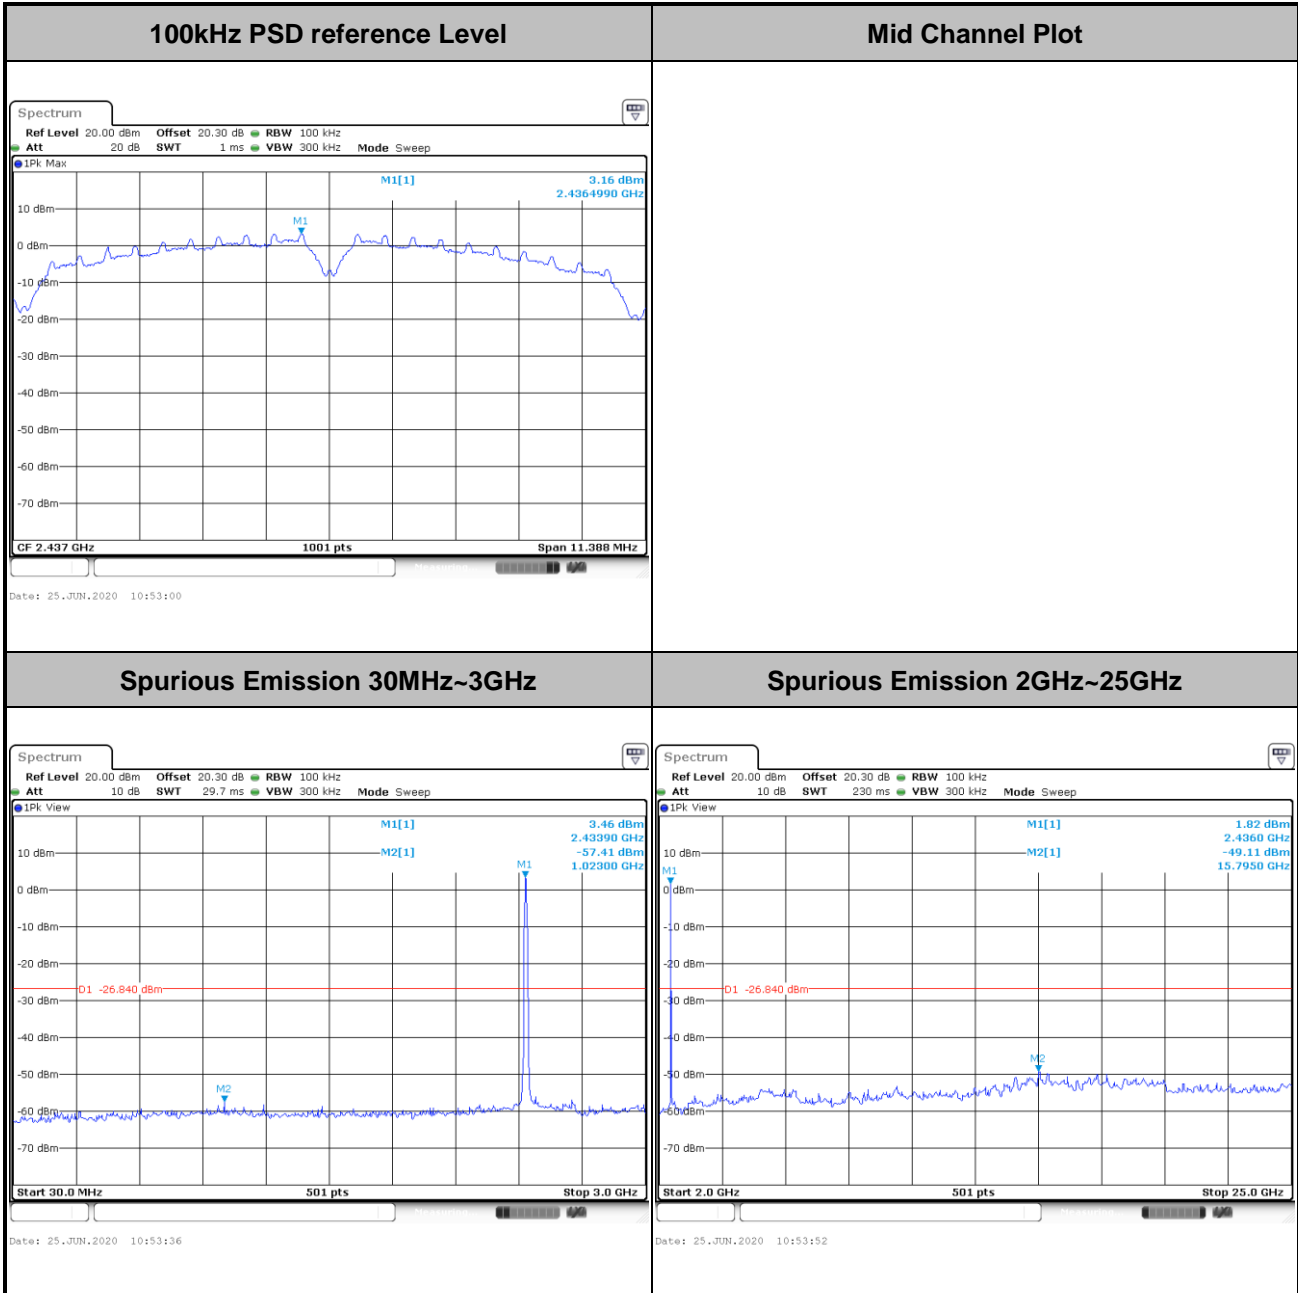 100kHz PSD reference Level
Mid Channel Plot
Spectrum
Ref Level 20.00 dBm Offset 20.30 dB RBW 100 kHz
Att 20 dB SWT 1 ms VBW 300 kHz Mode Sweep
1Pk Max
M1[1] 3.16 dBm
2.4364990 GHz
10 dBm
M1
0 dBm
-10 dBm
-20 dBm
-30 dBm
-40 dBm
-50 dBm
-60 dBm
-70 dBm
CF 2.437 GHz 1001 pts Span 11.388 MHz
Measuring...
Date: 25.JUN.2020 10:53:00
Spurious Emission 30MHz~3GHz
Spurious Emission 2GHz~25GHz
Spectrum
Ref Level 20.00 dBm Offset 20.30 dB RBW 100 kHz
Att 10 dB SWT 29.7 ms VBW 300 kHz Mode Sweep
1Pk View
M1[1] 3.46 dBm
2.43390 GHz
10 dBm M2[1] -57.41 dBm
M1 1.02300 GHz
0 dBm
-10 dBm
-20 dBm
D1 -26.840 dBm
-30 dBm
-40 dBm
-50 dBm
M2
-60 dBm
-70 dBm
Start 30.0 MHz 501 pts Stop 3.0 GHz
Measuring...
Date: 25.JUN.2020 10:53:36
Spectrum
Ref Level 20.00 dBm Offset 20.30 dB RBW 100 kHz
Att 10 dB SWT 230 ms VBW 300 kHz Mode Sweep
1Pk View
M1[1] 1.82 dBm
2.4360 GHz
10 dBm M2[1] -49.11 dBm
M1 15.7950 GHz
0 dBm
-10 dBm
-20 dBm
D1 -26.840 dBm
-30 dBm
-40 dBm
M2
-50 dBm
-60 dBm
-70 dBm
Start 2.0 GHz 501 pts Stop 25.0 GHz
Measuring...
Date: 25.JUN.2020 10:53:52